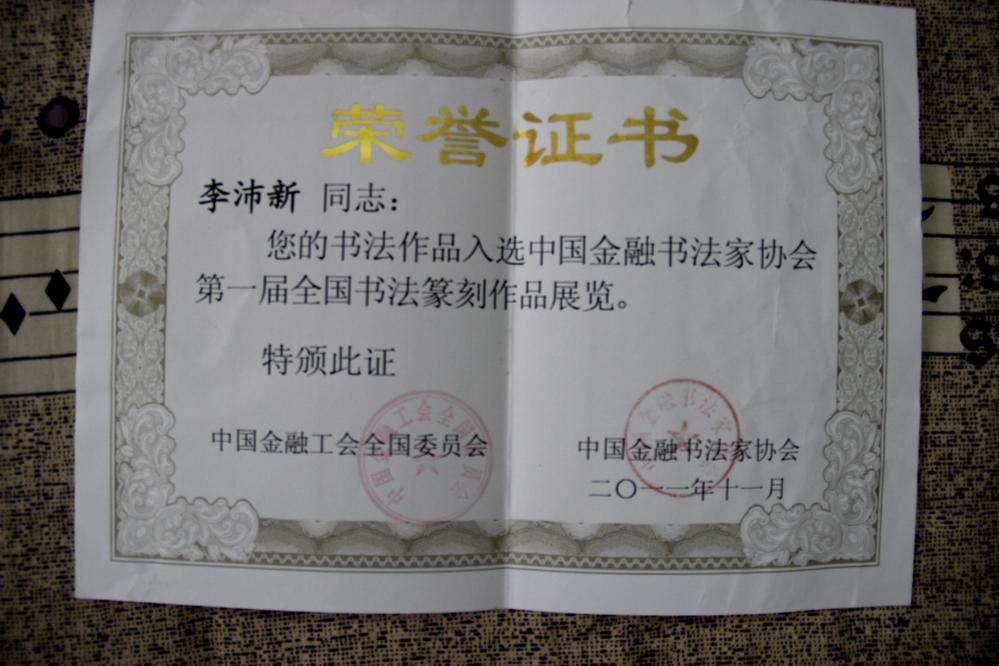 荣誉证书
李沛新 同志：
您的书法作品入选中国金融书法家协会
第一届全国书法篆刻作品展览。
特颁此证
中国金融工会全国委员会
中国金融书法家协会
二〇一一年十一月